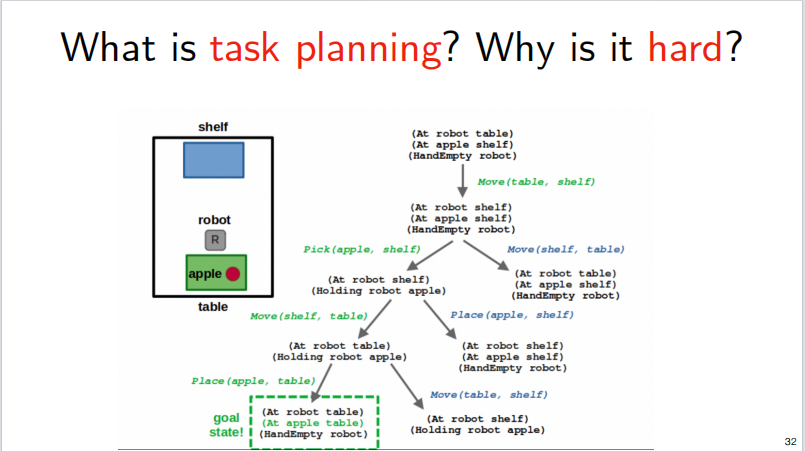 What is task planning? Why is it hard?
shelf
robot
R
apple
table
(At robot table)
(At apple shelf)
(HandEmpty robot)
Move(table, shelf)
(At robot shelf)
(At apple shelf)
(HandEmpty robot)
Pick(apple, shelf)
Move(shelf, table)
(At robot shelf)
(Holding robot apple)
(At robot table)
(At apple shelf)
(HandEmpty robot)
Move(shelf, table)
Place(apple, shelf)
(At robot table)
(Holding robot apple)
(At robot shelf)
(At apple shelf)
(HandEmpty robot)
Place(apple, table)
Move(table, shelf)
goal
state!
(At robot table)
(At apple table)
(HandEmpty robot)
(At robot shelf)
(Holding robot apple)
32